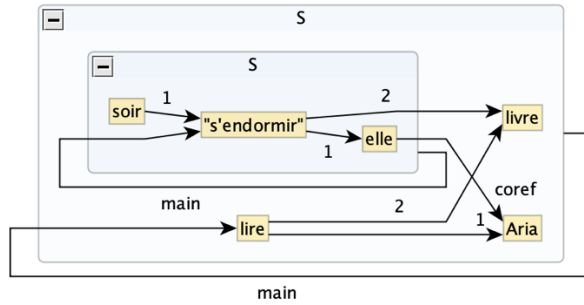 S
S
soir
1
"s'endormir"
2
livre
1
elle
main
coref
2
lire
1
Aria
main